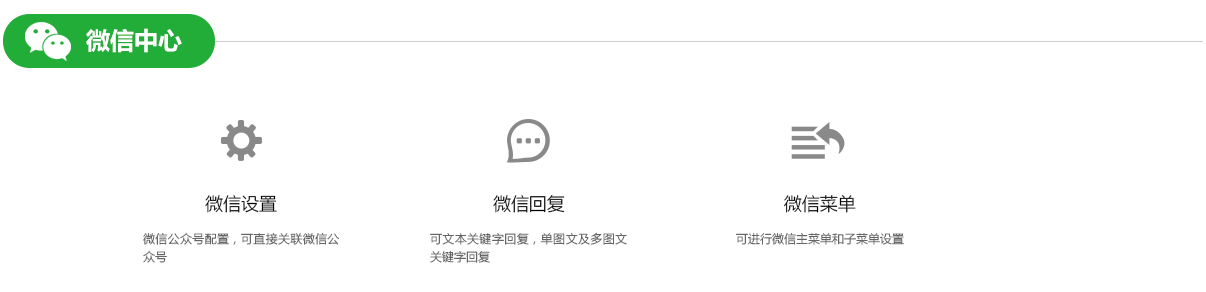 微信中心
微信设置
微信公众号配置，可直接关联微信公
众号
微信回复
可文本关键字回复，单图文及多图文
关键字回复
微信菜单
可进行微信主菜单和子菜单设置